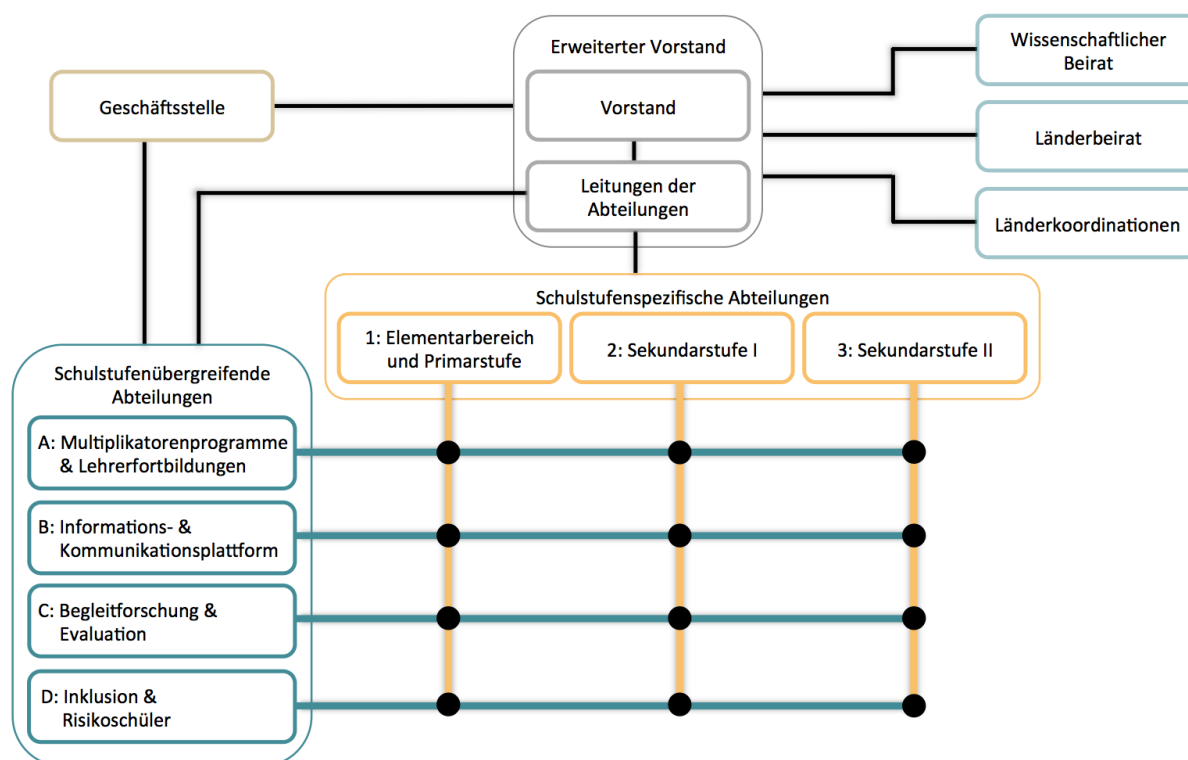 Erweiterter Vorstand
Vorstand
Leitungen der
Abteilungen
Geschäftsstelle
Wissenschaftlicher
Beirat
Länderbeirat
Länderkoordinationen
Schulstufenspezifische Abteilungen
1: Elementarbereich
und Primarstufe
2: Sekundarstufe I
3: Sekundarstufe II
Schulstufenübergreifende
Abteilungen
A: Multiplikatorenprogramme
& Lehrerfortbildungen
B: Informations- &
Kommunikationsplattform
C: Begleitforschung &
Evaluation
D: Inklusion &
Risikoschüler